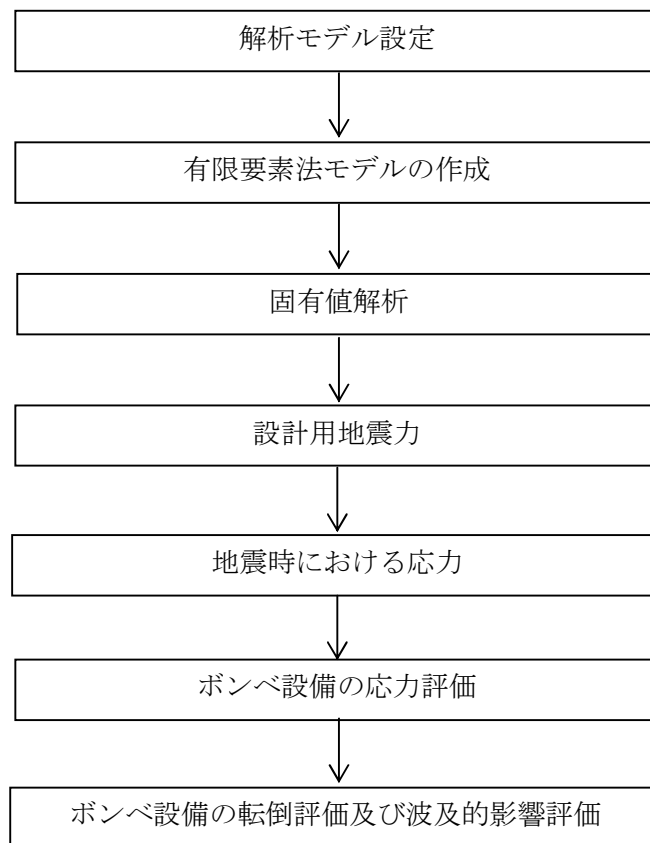 解析モデル設定
有限要素法モデルの作成
固有値解析
設計用地震力
地震時における応力
ボンベ設備の応力評価
ボンベ設備の転倒評価及び波及的影響評価